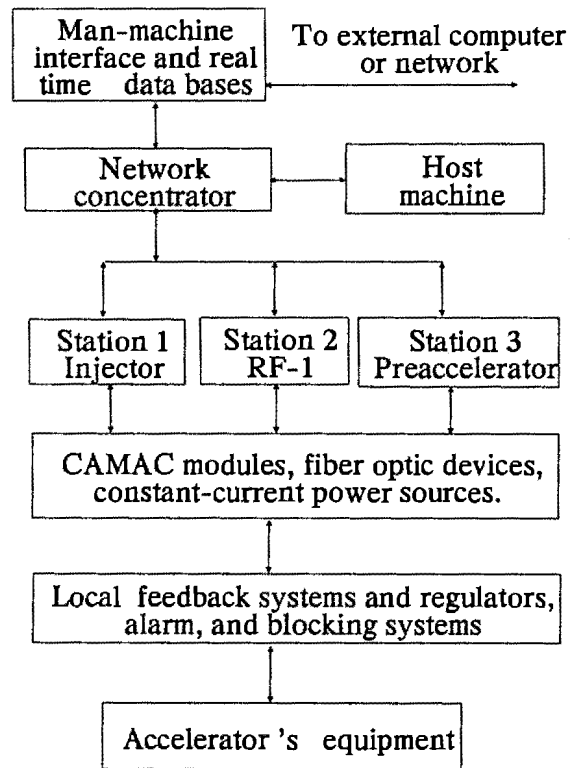 Man-machine
interface and real
time data bases
To external computer
or network
Network
concentrator
Host
machine
Station 1
Injector
Station 2
RF-1
Station 3
Preaccelerator
CAMAC modules, fiber optic devices,
constant-current power sources.
Local feedback systems and regulators,
alarm, and blocking systems
Accelerator's equipment